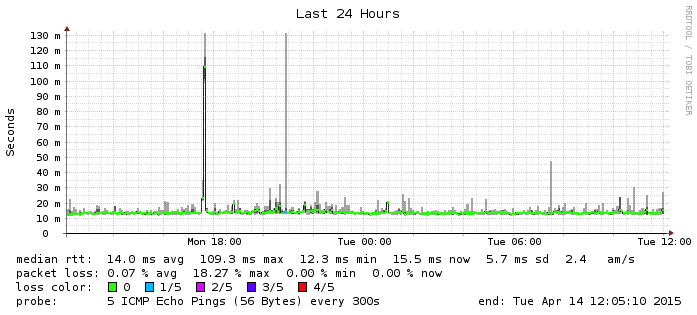 Last 24 Hours
RRDTOOL / TOBI OETIKER
Seconds
130 m
120 m
110 m
100 m
90 m
80 m
70 m
60 m
50 m
40 m
30 m
20 m
10 m
0
Mon 18:00 Tue 00:00 Tue 06:00 Tue 12:00
median rtt: 14.0 ms avg 109.3 ms max 12.3 ms min 15.5 ms now 5.7 ms sd 2.4 am/s
packet loss: 0.07 % avg 18.27 % max 0.00 % min 0.00 % now
loss color: 0 1/5 2/5 3/5 4/5
probe: 5 ICMP Echo Pings (56 Bytes) every 300s end: Tue Apr 14 12:05:10 2015